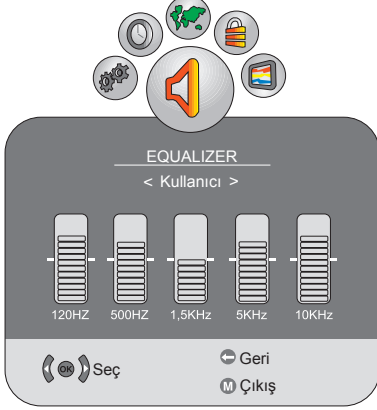 EQUALIZER
< Kullanıcı >
120HZ 500HZ 1,5KHz 5KHz 10KHz
OK Seç
Geri
M Çıkış